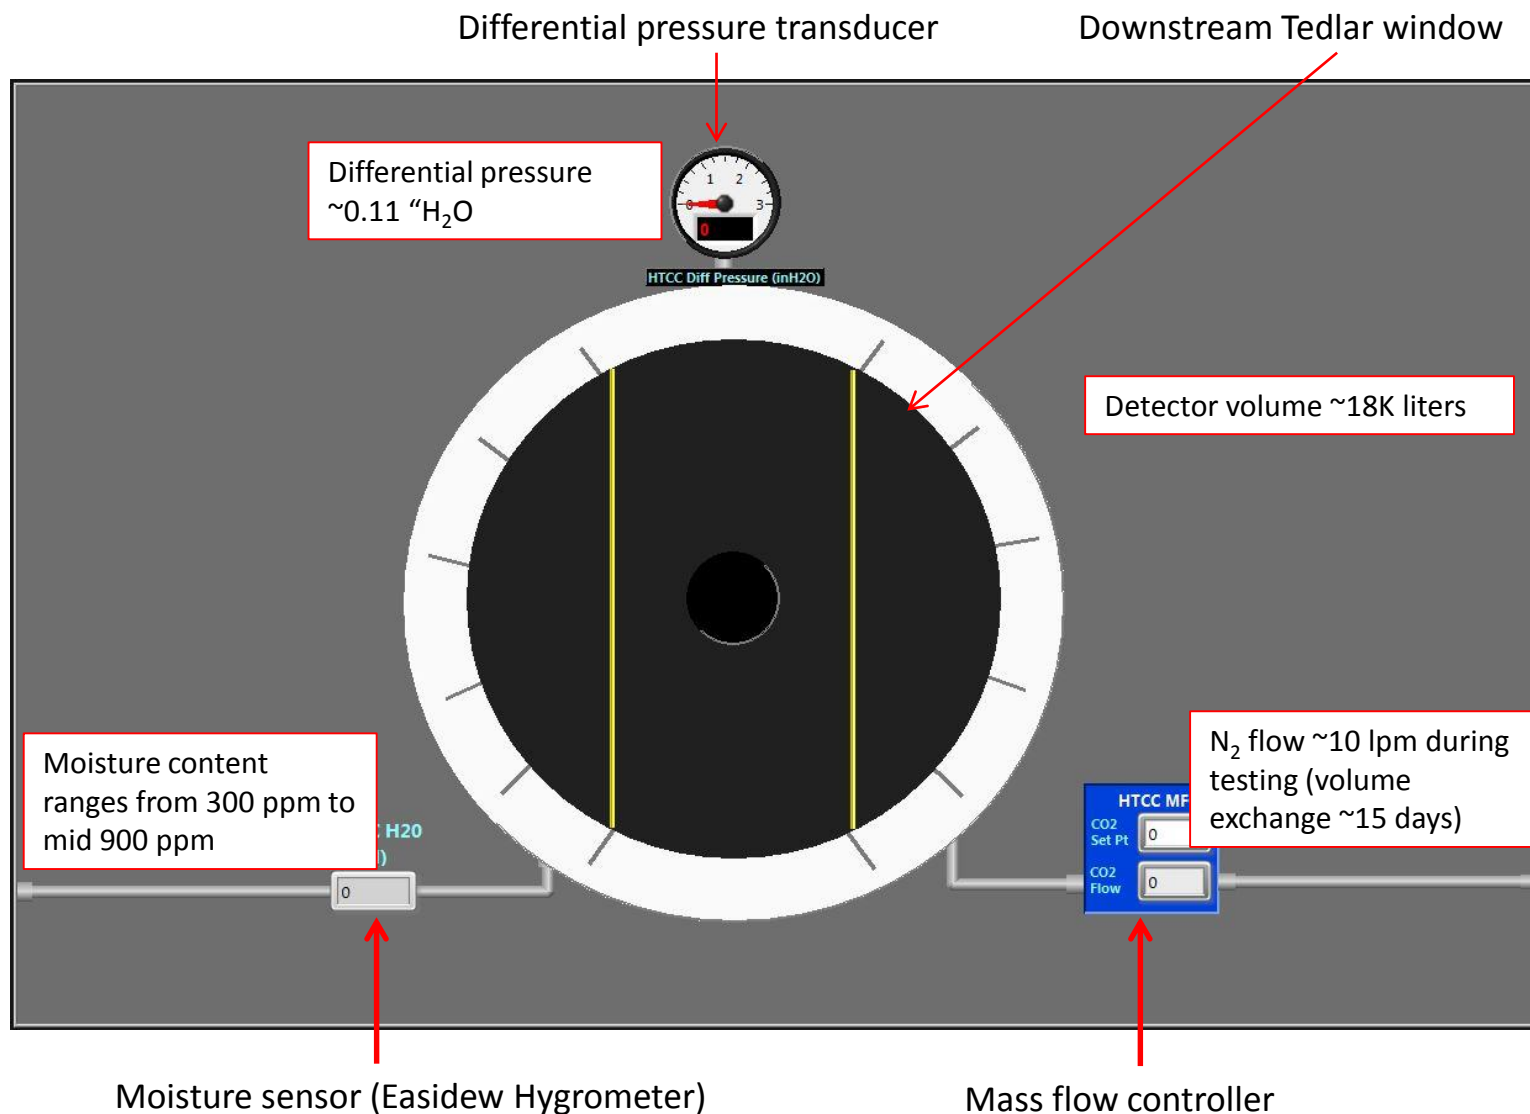 Differential pressure transducer
Downstream Tedlar window
Differential pressure
~0.11 “H₂O
1 2
0 3
0
HTCC Diff Pressure (inH2O)
Detector volume ~18K liters
Moisture content
ranges from 300 ppm to
mid 900 ppm
H20
0
N₂ flow ~10 lpm during
testing (volume
exchange ~15 days)
HTCC MF
CO2
Set Pt
0
CO2
Flow
0
Moisture sensor (Easidew Hygrometer)
Mass flow controller